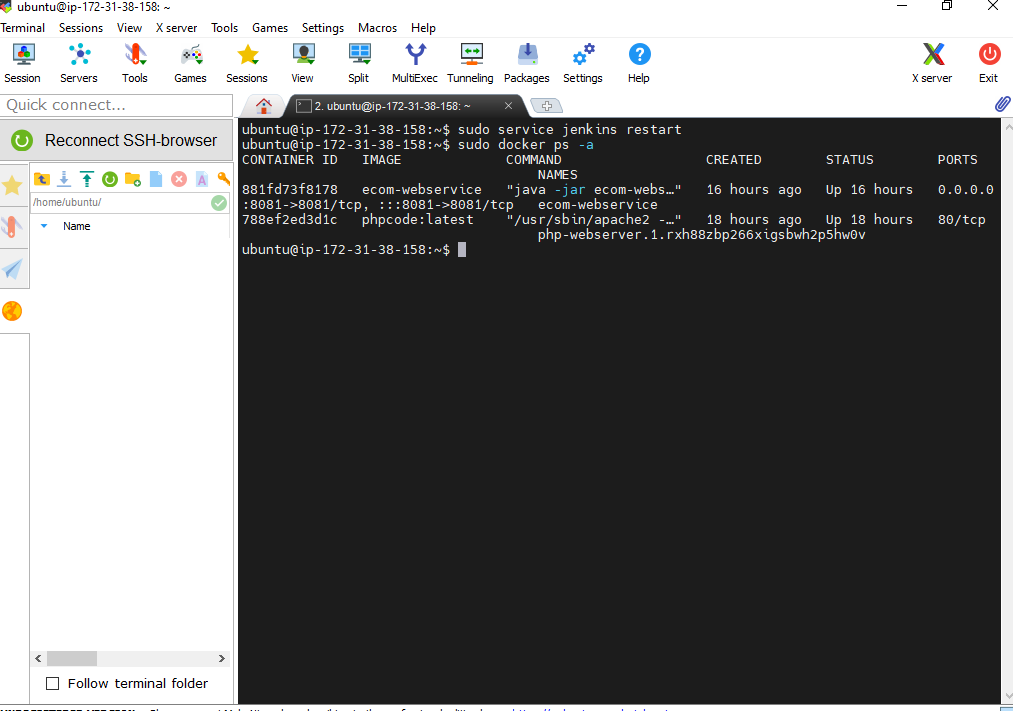 ubuntu@ip-172-31-38-158: ~
Terminal Sessions View X server Tools Games Settings Macros Help
Session Servers Tools Games Sessions View Split MultiExec Tunneling Packages Settings Help X server Exit
Quick connect...
2. ubuntu@ip-172-31-38-158: ~
Reconnect SSH-browser
/home/ubuntu/
Name
Follow terminal folder
ubuntu@ip-172-31-38-158:~$ sudo service jenkins restart
ubuntu@ip-172-31-38-158:~$ sudo docker ps -a
CONTAINER ID   IMAGE             COMMAND                  CREATED        STATUS        PORTS
NAMES
881fd73f8178   ecom-webservice   "java -jar ecom-webs…"   16 hours ago   Up 16 hours   0.0.0.0
:8081->8081/tcp, :::8081->8081/tcp   ecom-webservice
788ef2ed3d1c   phpcode:latest    "/usr/sbin/apache2 -…"   18 hours ago   Up 18 hours   80/tcp
php-webserver.1.rxh88zbp266xigsbwh2p5hw0v
ubuntu@ip-172-31-38-158:~$